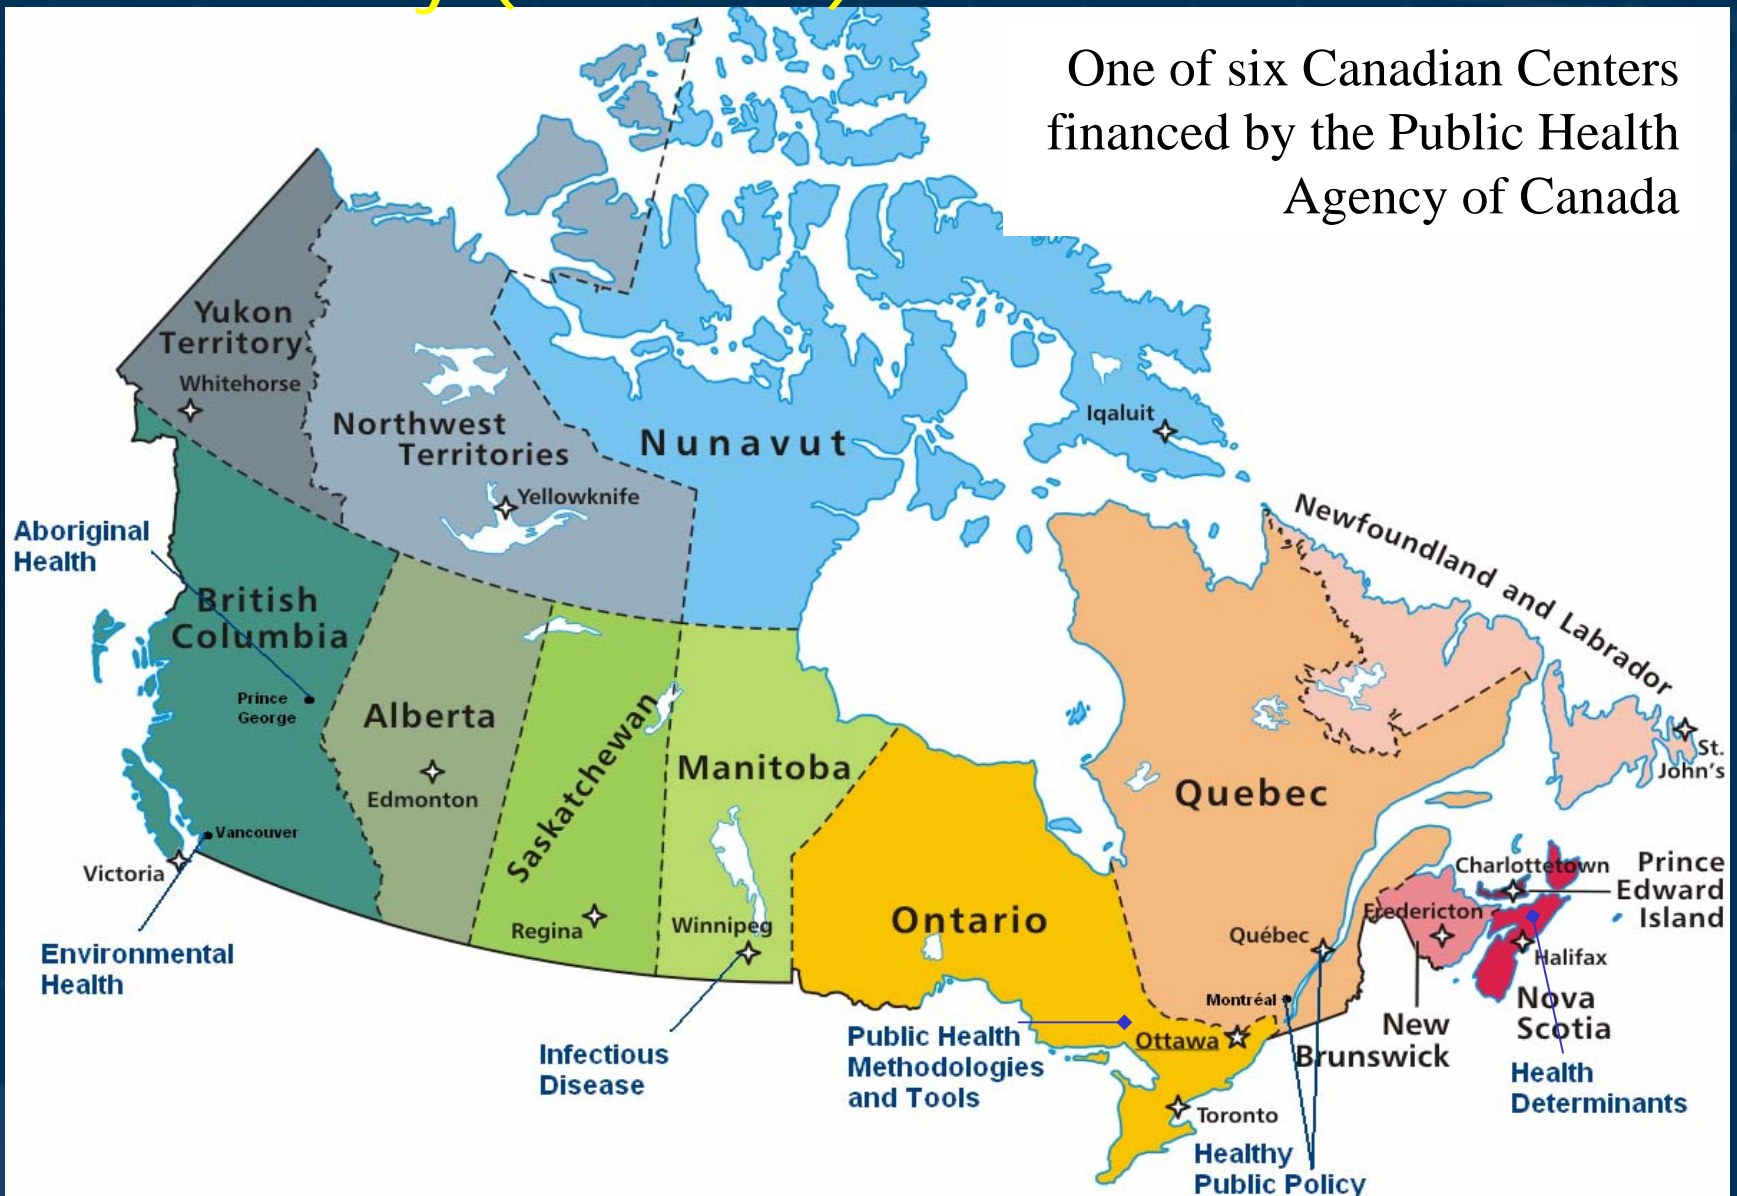 One of six Canadian Centers
financed by the Public Health
Agency of Canada
Yukon
Territory
Whitehorse
Northwest
Territories
Yellowknife
Nunavut
Iqaluit
Newfoundland and Labrador
Aboriginal
Health
British
Columbia
Prince
George
Alberta
Edmonton
Saskatchewan
Manitoba
Quebec
St.
John's
Vancouver
Victoria
Regina
Winnipeg
Ontario
Québec
Montréal
Charlottetown
Prince
Edward
Island
Fredericton
Halifax
Nova
Scotia
New
Brunswick
Environmental
Health
Infectious
Disease
Public Health
Methodologies
and Tools
Ottawa
Toronto
Health
Determinants
Healthy
Public Policy